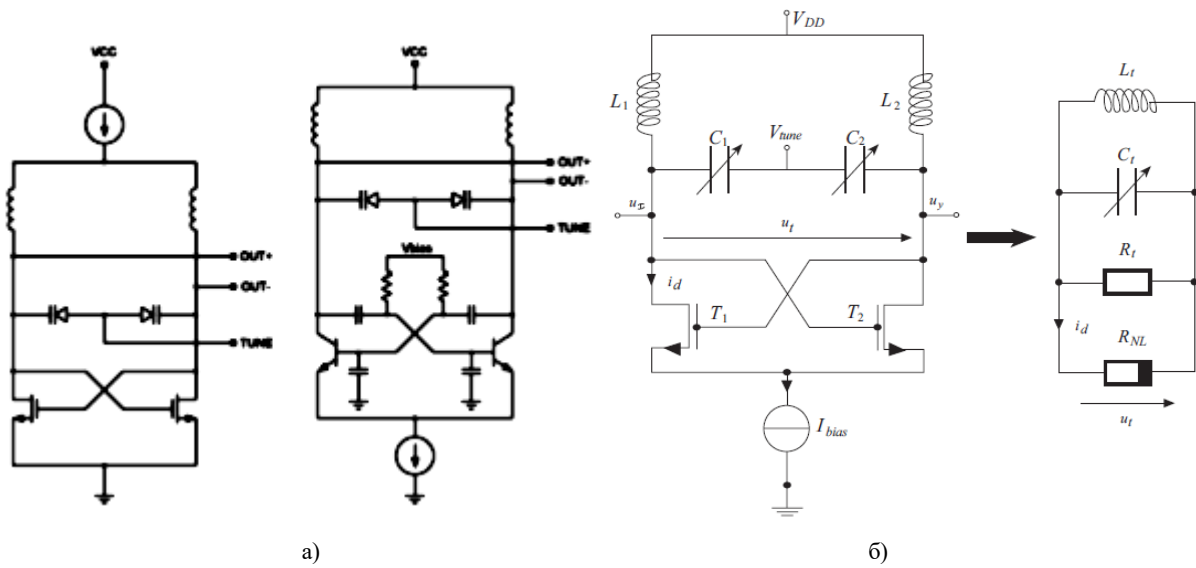 VCC
OUT+
OUT-
TUNE
VCC
OUT+
OUT-
TUNE
Vbias
V_DD
L_1
L_2
C_1
V_tune
C_2
u_x
u_y
u_t
i_d
T_1
T_2
I_bias
L_t
C_t
R_t
i_d
R_NL
u_t
а)
б)